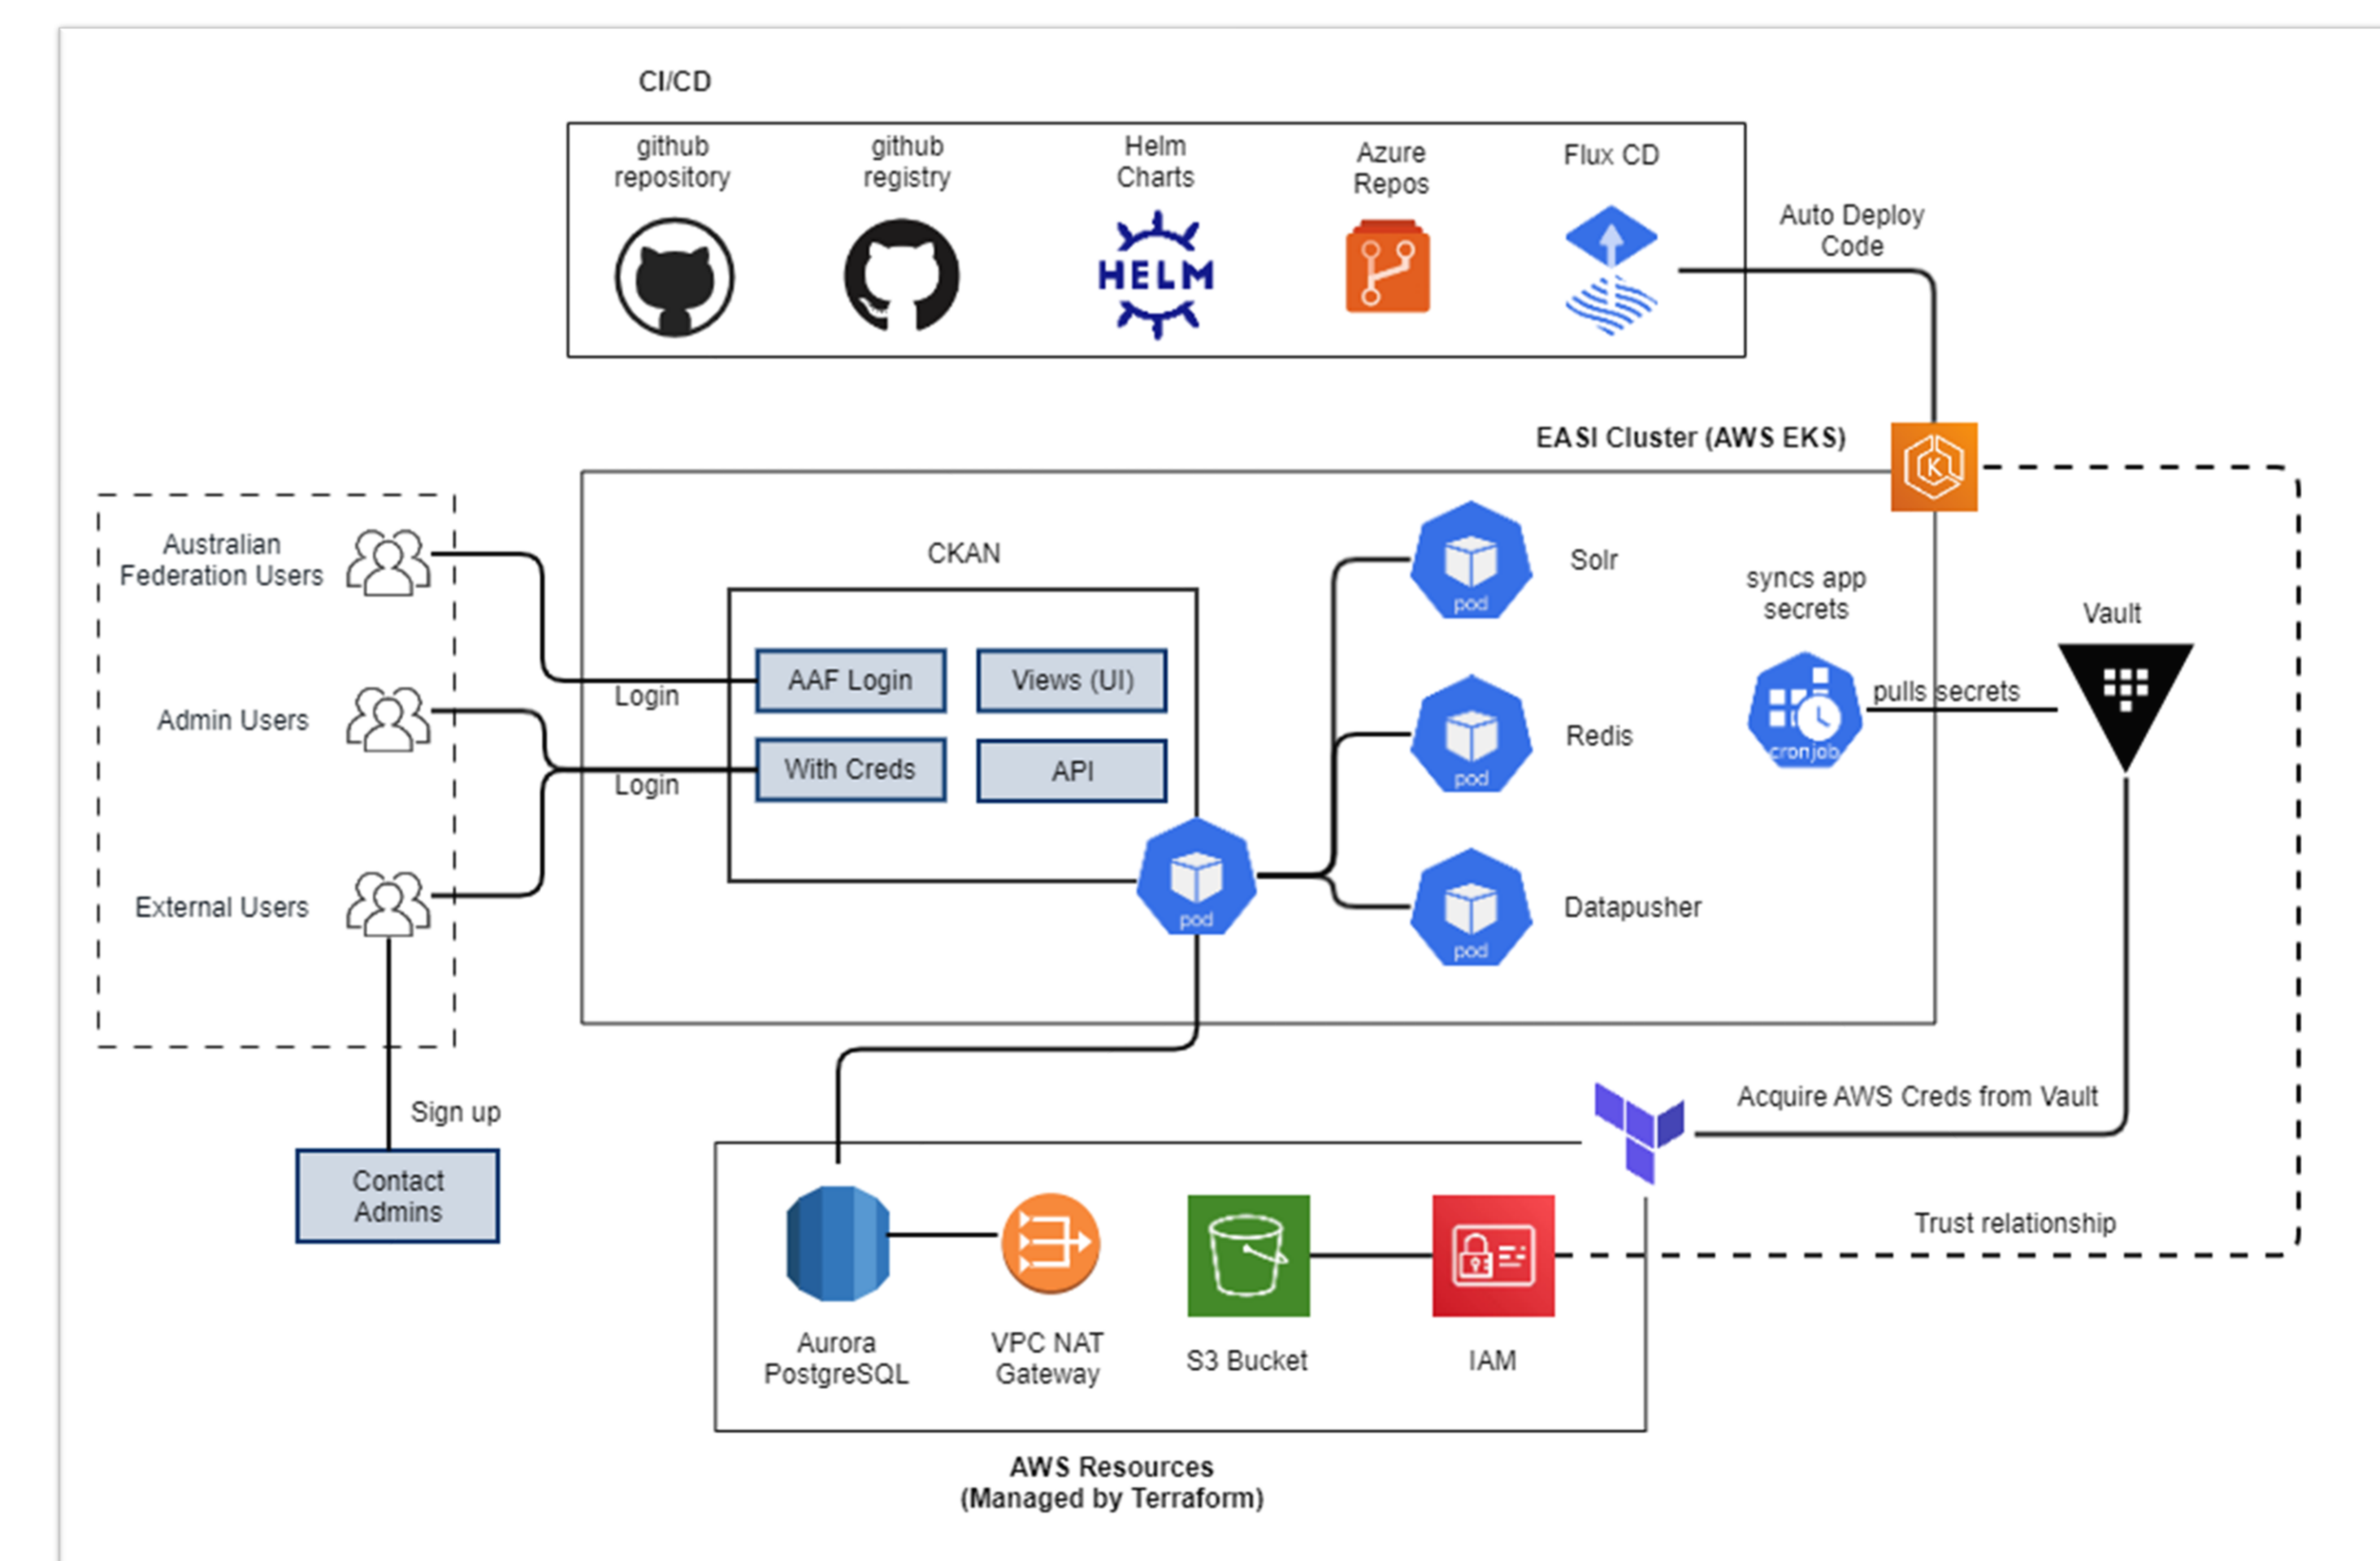 CI/CD
github
repository
github
registry
Helm
Charts
HELM
Azure
Repos
Flux CD
Auto Deploy
Code
EASI Cluster (AWS EKS)
K
Australian
Federation Users
Admin Users
External Users
Login
Login
CKAN
AAF Login
Views (UI)
With Creds
API
pod
pod
Solr
pod
Redis
pod
Datapusher
syncs app
secrets
cronjob
pulls secrets
Vault
Sign up
Contact
Admins
Acquire AWS Creds from Vault
Trust relationship
Aurora
PostgreSQL
VPC NAT
Gateway
S3 Bucket
IAM
AWS Resources
(Managed by Terraform)